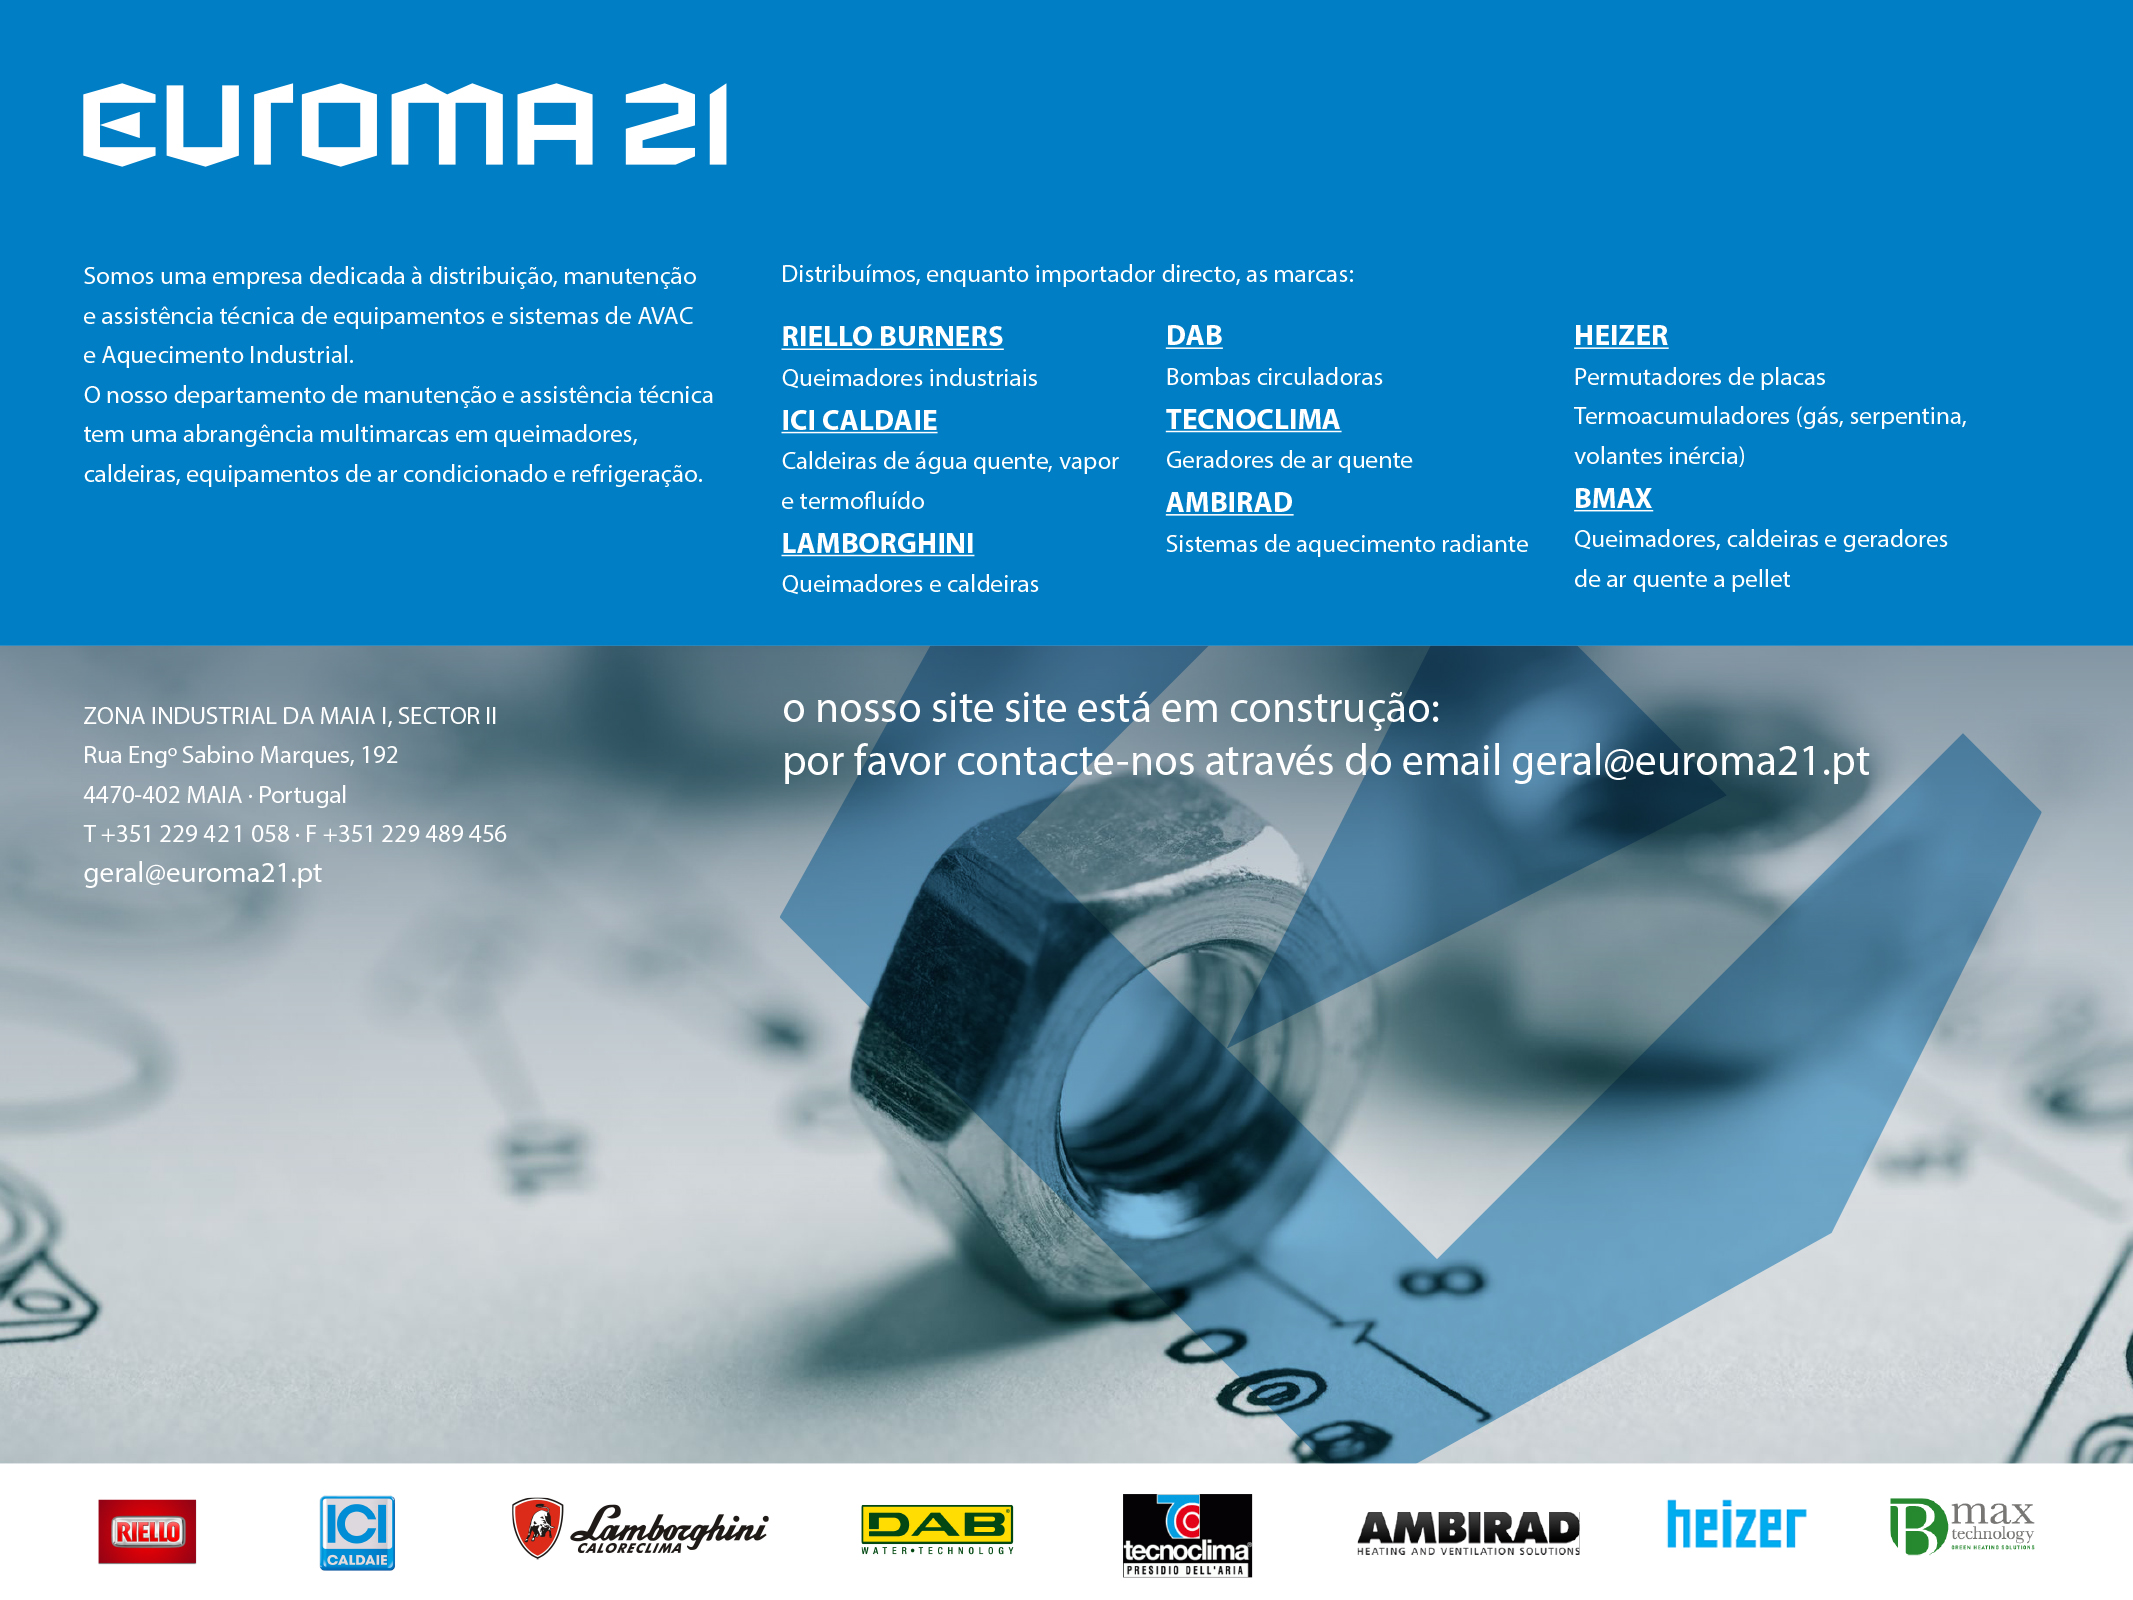 EUROMA 21
Somos uma empresa dedicada à distribuição, manutenção
e assistência técnica de equipamentos e sistemas de AVAC
e Aquecimento Industrial.
O nosso departamento de manutenção e assistência técnica
tem uma abrangência multimarcas em queimadores,
caldeiras, equipamentos de ar condicionado e refrigeração.
Distribuímos, enquanto importador directo, as marcas:
RIELLO BURNERS
Queimadores industriais
ICI CALDAIE
Caldeiras de água quente, vapor
e termofluído
LAMBORGHINI
Queimadores e caldeiras
DAB
Bombas circuladoras
TECNOCLIMA
Geradores de ar quente
AMBIRAD
Sistemas de aquecimento radiante
HEIZER
Permutadores de placas
Termoacumuladores (gás, serpentina,
volantes inércia)
BMAX
Queimadores, caldeiras e geradores
de ar quente a pellet
ZONA INDUSTRIAL DA MAIA I, SECTOR II
Rua Engº Sabino Marques, 192
4470-402 MAIA · Portugal
T +351 229 421 058 · F +351 229 489 456
geral@euroma21.pt
o nosso site site está em construção:
por favor contacte-nos através do email geral@euroma21.pt
8
RIELLO
ICI
CALDAIE
Lamborghini
CALORECLIMA
DAB
WATER•TECHNOLOGY
tecnoclima
PRESIDIO DELL'ARIA
AMBIRAD
HEATING AND VENTILATION SOLUTIONS
heizer
B max
technology
GREEN HEATING SOLUTIONS